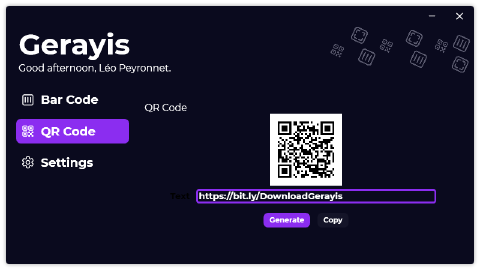 Gerayis
Good afternoon, Léo Peyronnet.
Bar Code
QR Code
Settings
QR Code
Text
https://bit.ly/DownloadGerayis
Generate
Copy